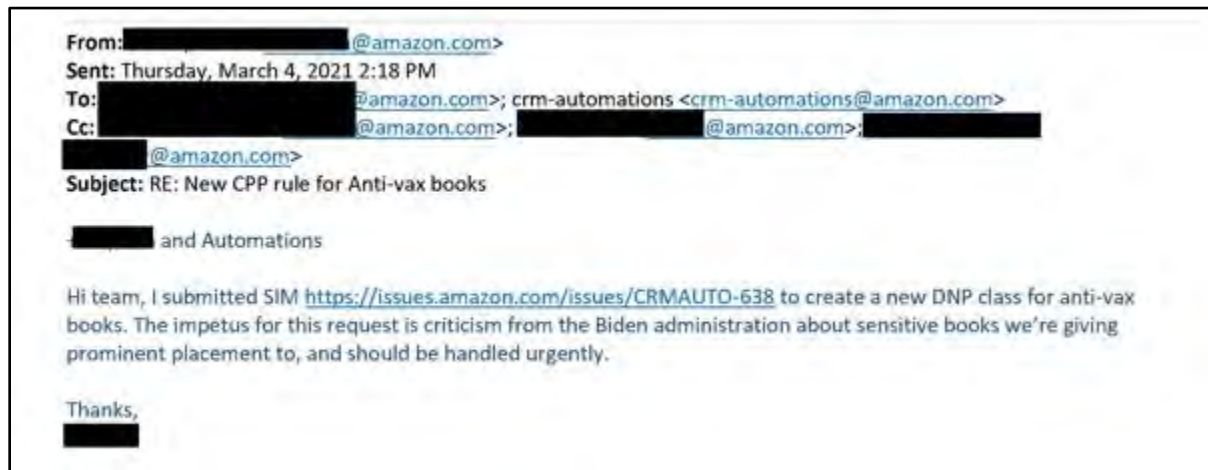 From: @amazon.com>
Sent: Thursday, March 4, 2021 2:18 PM
To: @amazon.com>; crm-automations <crm-automations@amazon.com>
Cc: @amazon.com>; @amazon.com>;
@amazon.com>
Subject: RE: New CPP rule for Anti-vax books
and Automations
Hi team, I submitted SIM https://issues.amazon.com/issues/CRMAUTO-638 to create a new DNP class for anti-vax
books. The impetus for this request is criticism from the Biden administration about sensitive books we're giving
prominent placement to, and should be handled urgently.
Thanks,